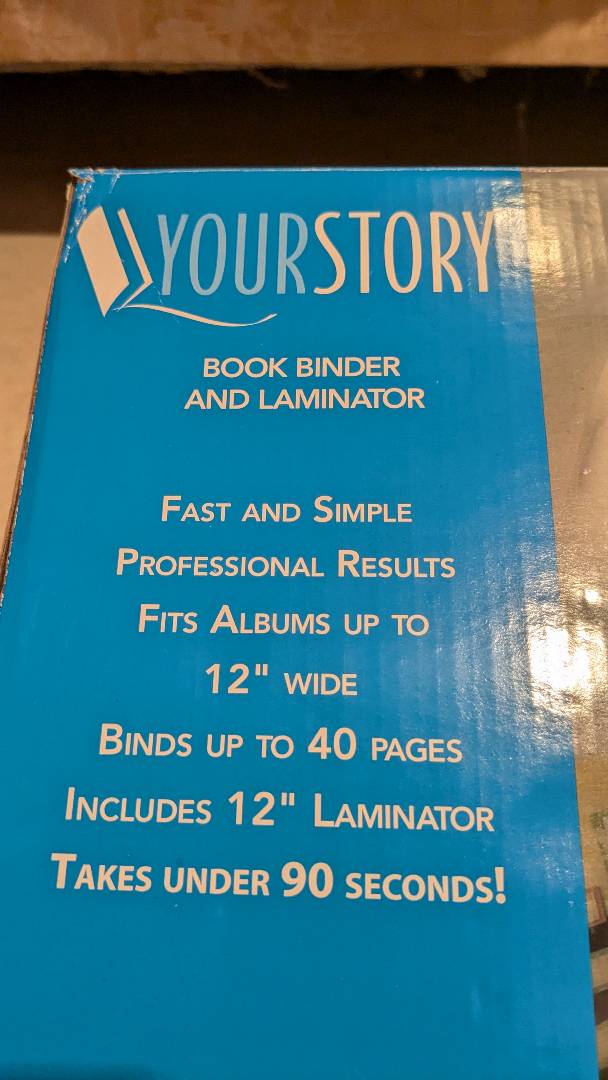 YOURSTORY
BOOK BINDER
AND LAMINATOR
FAST AND SIMPLE
PROFESSIONAL RESULTS
FITS ALBUMS UP TO
12" WIDE
BINDS UP TO 40 PAGES
INCLUDES 12" LAMINATOR
TAKES UNDER 90 SECONDS!